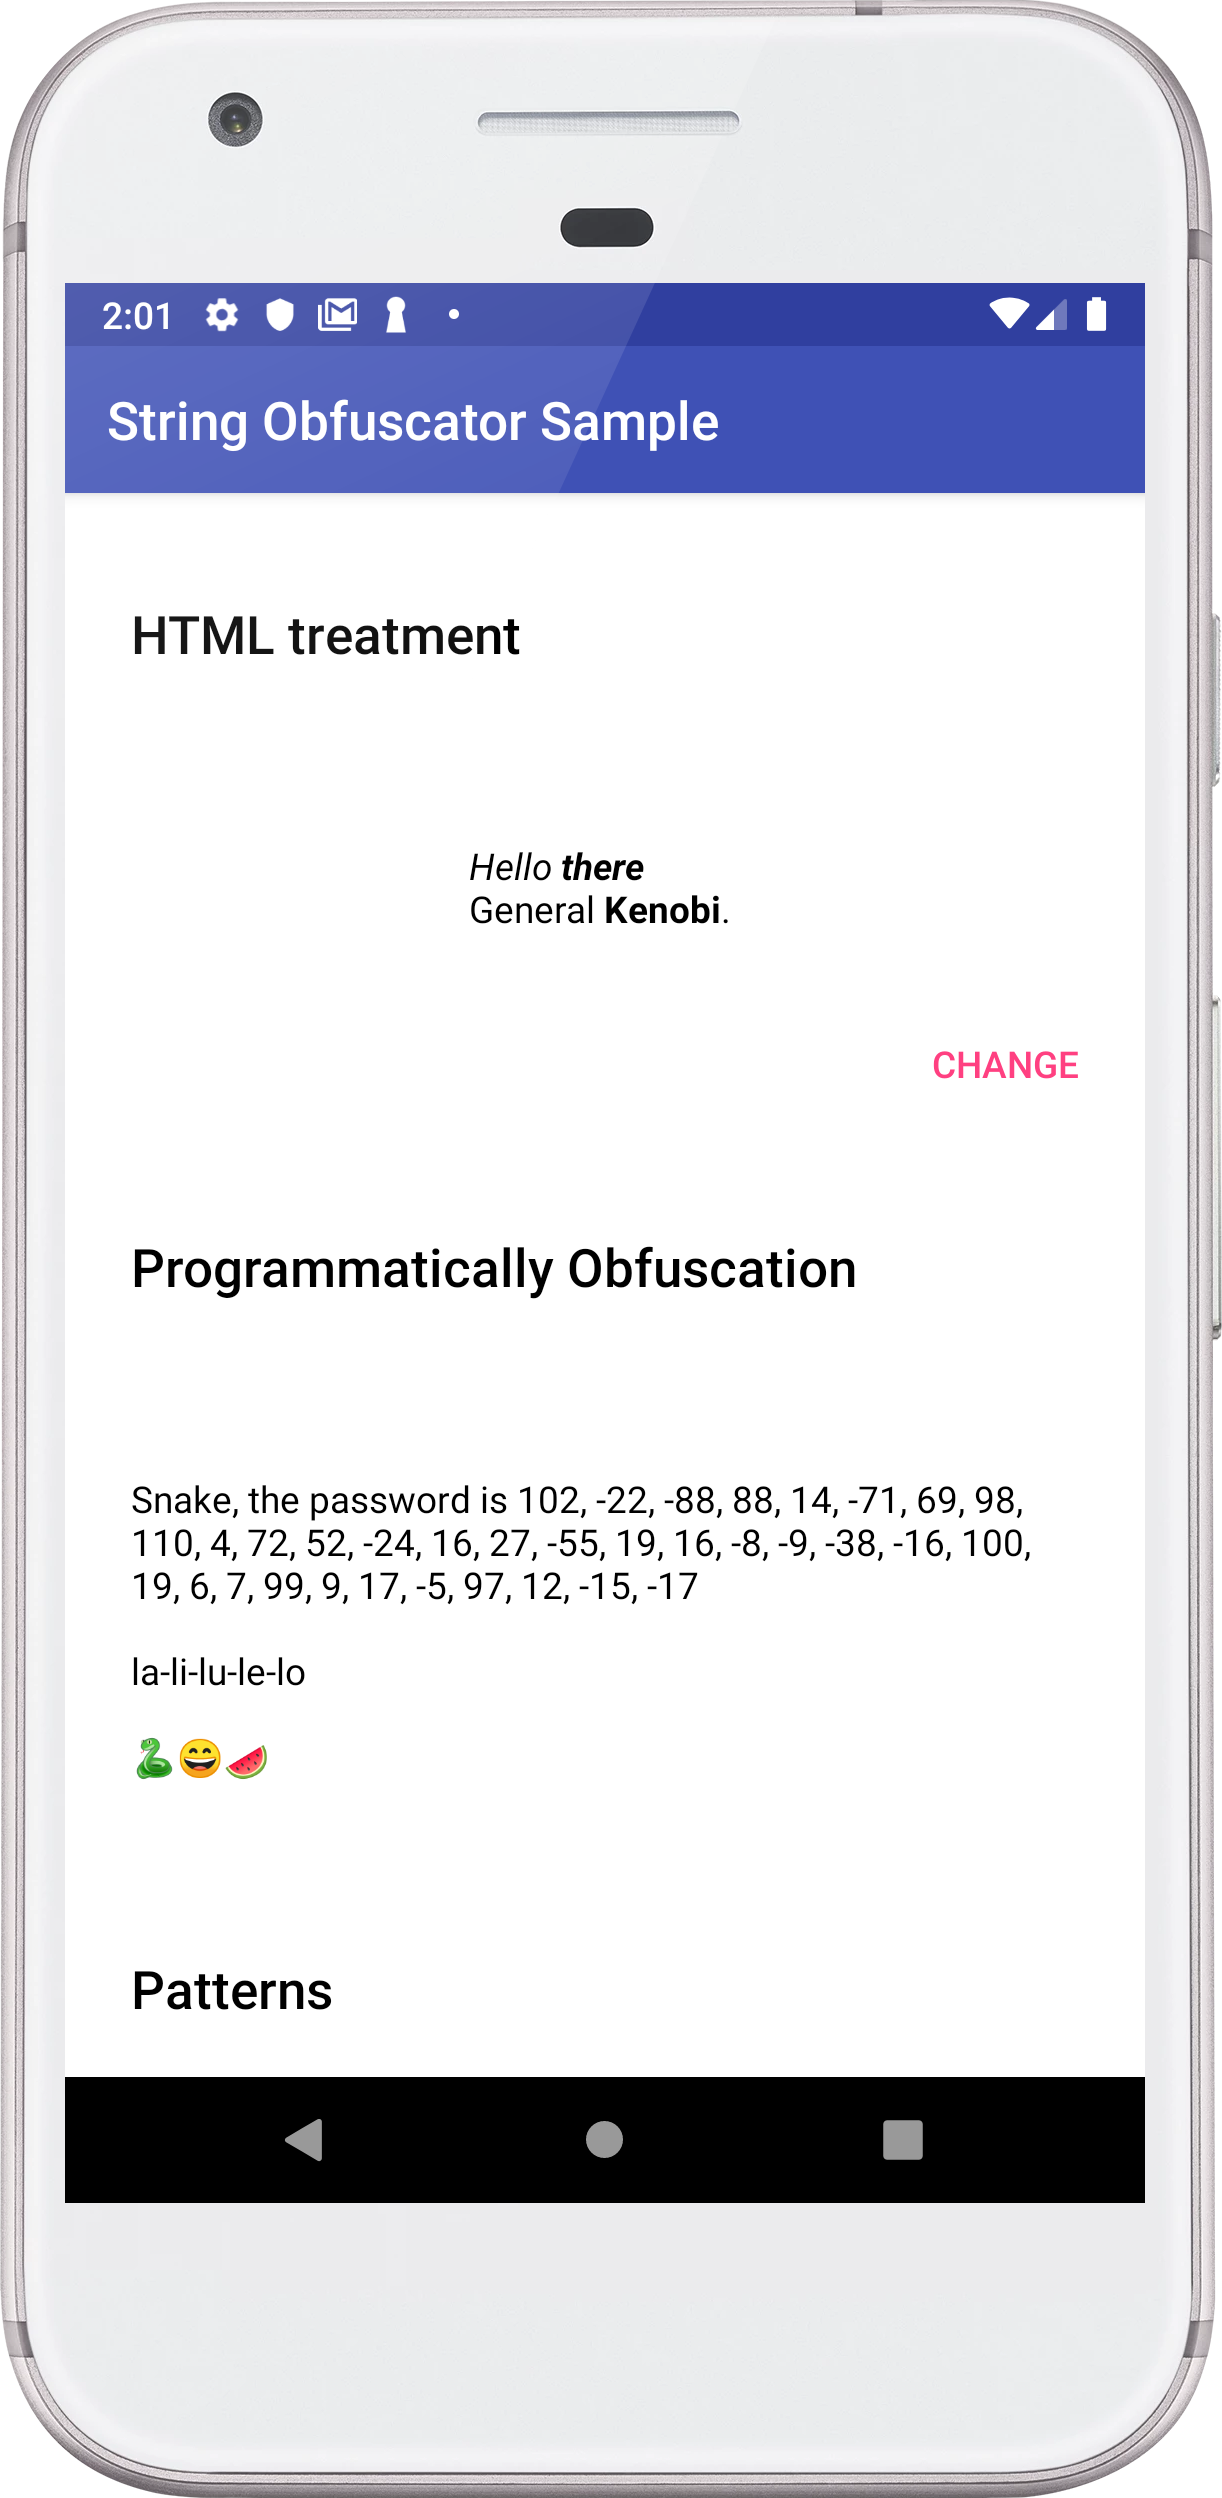 2:01
String Obfuscator Sample
HTML treatment
Hello there
General Kenobi.
CHANGE
Programmatically Obfuscation
Snake, the password is 102, -22, -88, 88, 14, -71, 69, 98,
110, 4, 72, 52, -24, 16, 27, -55, 19, 16, -8, -9, -38, -16, 100,
19, 6, 7, 99, 9, 17, -5, 97, 12, -15, -17
la-li-lu-le-lo
🐍😄🍉
Patterns